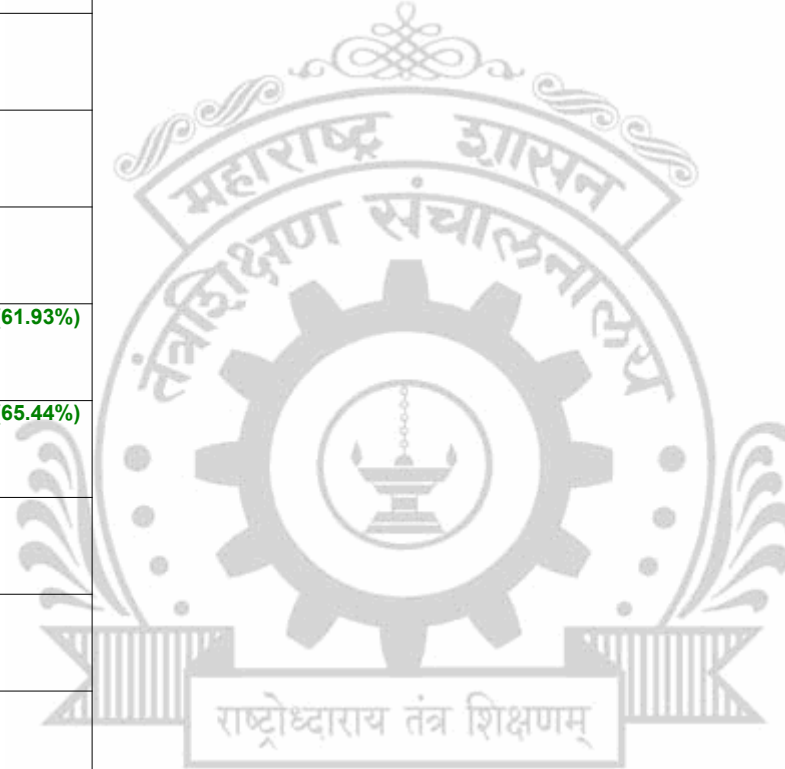 महाराष्ट्र शासन
तंत्रशिक्षण संचालनालय
61.93%)
65.44%)
राष्ट्रोध्दाराय तंत्र शिक्षणम्